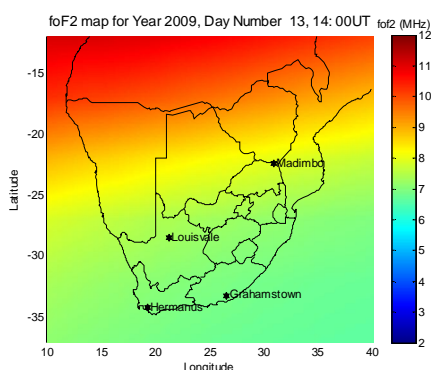 foF2 map for Year 2009, Day Number 13, 14: 00UT
fof2 (MHz)
12
11
10
9
8
7
6
5
4
3
2
-15
-20
-25
-30
-35
Latitude
Madimbo
Louisvale
Grahamstown
Hermanus
10 15 20 25 30 35 40
Longitude